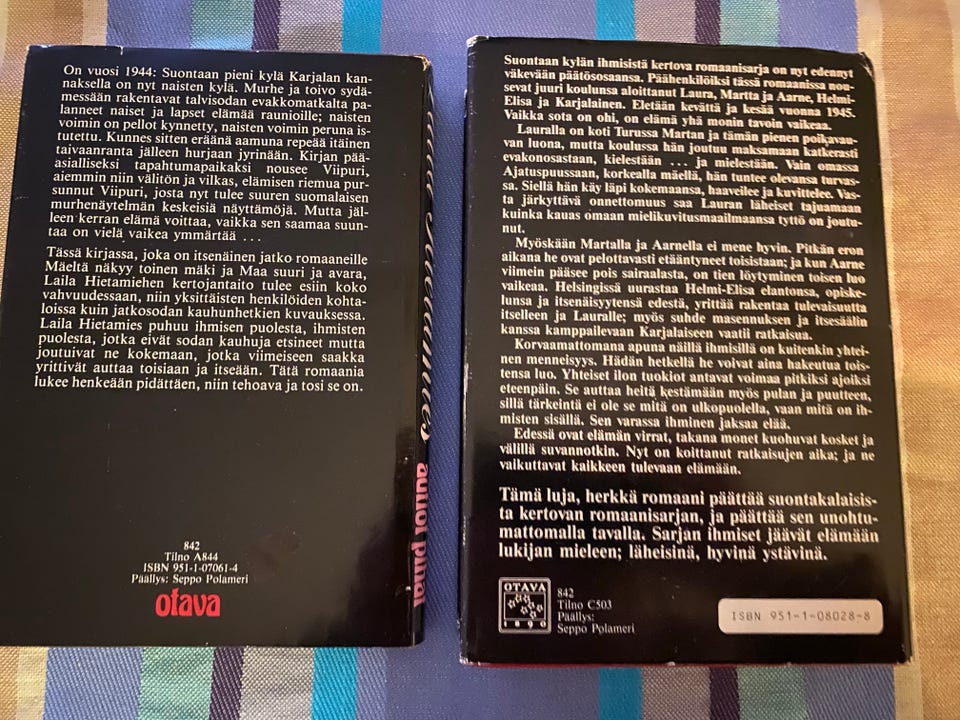 On vuosi 1944: Suontaan pieni kylä Karjalan kan-
naksella on nyt naisten kylä. Murhe ja toivo sydä-
messään rakentavat talvisodan evakkomatkalta pa-
lanneet naiset ja lapset elämää raunioille; naisten
voimin on pellot kynnetty, naisten voimin peruna is-
tutettu. Kunnes sitten eräänä aamuna repeää itäinen
taivaanranta jälleen hurjaan jyrinään. Kirjan pää-
asialliseksi tapahtumapaikaksi nousee Viipuri,
aiemmin niin välitön ja vilkas, elämisen riemua pur-
sunnut Viipuri, josta nyt tulee suuren suomalaisen
murhenäytelmän keskeisiä näyttämöjä. Mutta jäl-
leen kerran elämä voittaa, vaikka sen saamaa suun-
taa on vielä vaikea ymmärtää ...
Tässä kirjassa, joka on itsenäinen jatko romaaneille
Mäeltä näkyy toinen mäki ja Maa suuri ja avara,
Laila Hietamiehen kertojantaito tulee esiin koko
vahvuudessaan, niin yksittäisten henkilöiden kohta-
loissa kuin jatkosodan kauhunhetkien kuvauksessa.
Laila Hietamies puhuu ihmisen puolesta, ihmisten
puolesta, jotka eivät sodan kauhuja etsineet mutta
joutuivat ne kokemaan, jotka viimeiseen saakka
yrittivät auttaa toisiaan ja itseään. Tätä romaania
lukee henkeään pidättäen, niin tehoava ja tosi se on.
842
Tilno A844
ISBN 951-1-07061-4
Päällys: Seppo Polameri
otava
Hietamies
autiot pihat
Suontaan kylän ihmisistä kertova romaanisarja on nyt edennyt
väkevään päätösosaansa. Päähenkilöiksi tässä romaanissa nou-
sevat juuri koulunsa aloittanut Laura, Martta ja Aarne, Helmi-
Elisa ja Karjalainen. Eletään kevättä ja kesää vuonna 1945.
Vaikka sota on ohi, on elämä yhä monin tavoin vaikeaa.
Lauralla on koti Turussa Martan ja tämän pienen poikavau-
van luona, mutta koulussa hän joutuu maksamaan katkerasti
evakonosastaan, kielestään ... ja mielestään. Vain omassa
Ajatuspuussaan, korkealla mäellä, hän tuntee olevansa turvas-
sa. Siellä hän käy läpi kokemaansa, haaveilee ja kuvittelee. Vas-
ta järkyttävä onnettomuus saa Lauran läheiset tajuamaan
kuinka kauas omaan mielikuvitusmaailmaansa tyttö on joutu-
nut.
Myöskään Martalla ja Aarnella ei mene hyvin. Pitkän eron
aikana he ovat pelottavasti etääntyneet toisistaan; ja kun Aarne
viimein pääsee pois sairaalasta, on tien löytyminen toisen luo
vaikeaa. Helsingissä uurastaa Helmi-Elisa elantonsa, opiske-
lunsa ja itsenäisyytensä edestä, yrittää rakentaa tulevaisuutta
itselleen ja Lauralle; myös suhde masennuksen ja itsesäälin
kanssa kamppailevaan Karjalaiseen vaatii ratkaisua.
Korvaamattomana apuna näillä ihmisillä on kuitenkin yhtei-
nen menneisyys. Hädän hetkellä he voivat aina hakeutua tois-
tensa luo. Yhteiset ilon tuokiot antavat voimaa pitkiksi ajoiksi
eteenpäin. Se auttaa heitä kestämään myös pulan ja puutteen,
sillä tärkeintä ei ole se mitä on ulkopuolella, vaan mitä on ih-
misten sisällä. Sen varassa ihminen jaksaa elää.
Edessä ovat elämän virrat, takana monet kuohuvat kosket ja
välillä suvannotkin. Nyt on koittanut ratkaisujen aika; ja ne
vaikuttavat kaikkeen tulevaan elämään.
Tämä luja, herkkä romaani päättää suontakalaisis-
ta kertovan romaanisarjan, ja päättää sen unohtu-
mattomalla tavalla. Sarjan ihmiset jäävät elämään
lukijan mieleen; läheisinä, hyvinä ystävinä.
OTAVA
1890
842
Tilno C503
Päällys:
Seppo Polameri
ISBN 951-1-08028-8